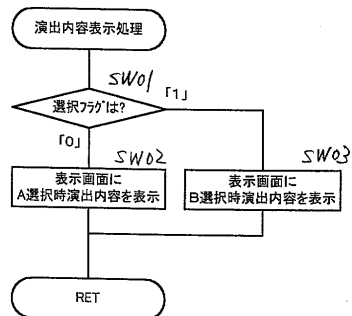 演出内容表示処理
SW01
選択フラグは?
「1」
「0」
SW02
SW03
表示画面に
A選択時演出内容を表示
表示画面に
B選択時演出内容を表示
RET